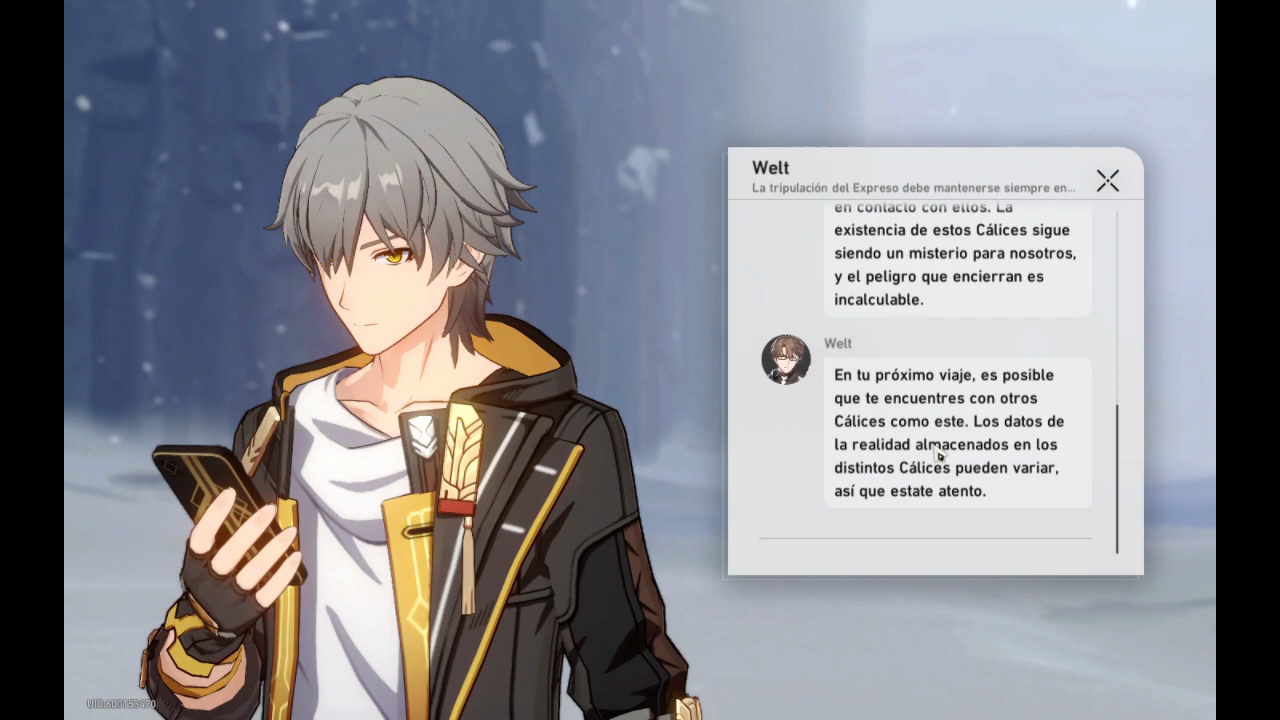 Welt
La tripulación del Expreso debe mantenerse siempre en...
en contacto con ellos. La
existencia de estos Cálices sigue
siendo un misterio para nosotros,
y el peligro que encierran es
incalculable.
Welt
En tu próximo viaje, es posible
que te encuentres con otros
Cálices como este. Los datos de
la realidad almacenados en los
distintos Cálices pueden variar,
así que estate atento.
UID:600153470